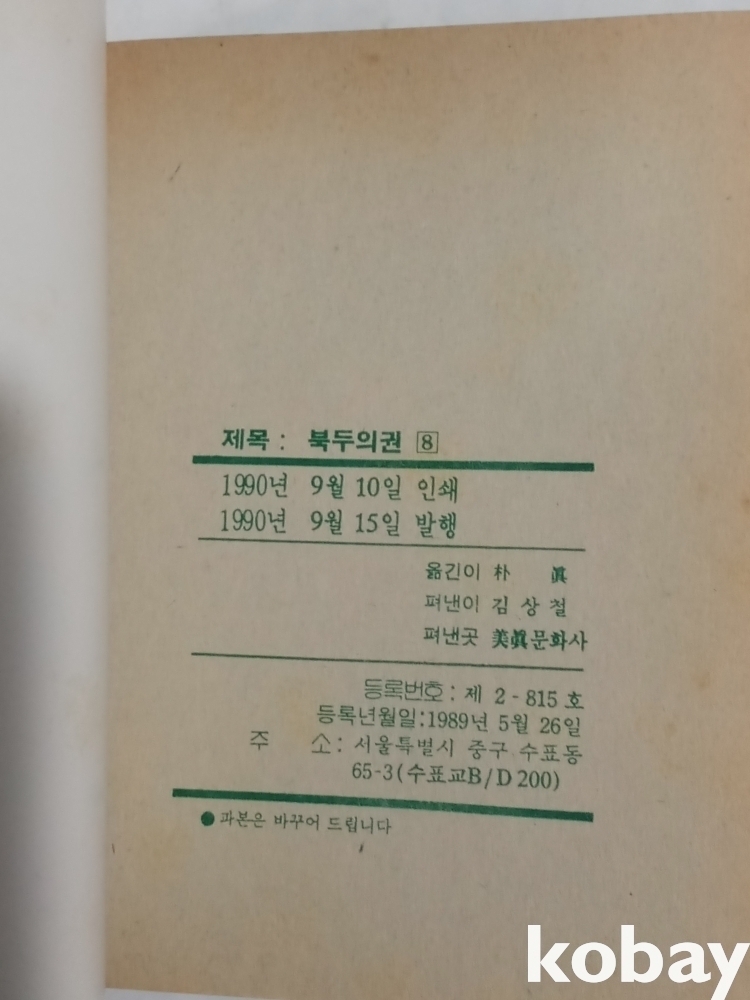 제목 : 북두의권 8
1990년 9월 10일 인쇄
1990년 9월 15일 발행
옮긴이 朴 眞
펴낸이 김상철
펴낸곳 美眞문화사
등록번호 : 제 2-815 호
등록년월일 : 1989년 5월 26일
주 소 : 서울특별시 중구 수표동
65-3 (수표교B/D 200)
● 파본은 바꾸어 드립니다
kobay